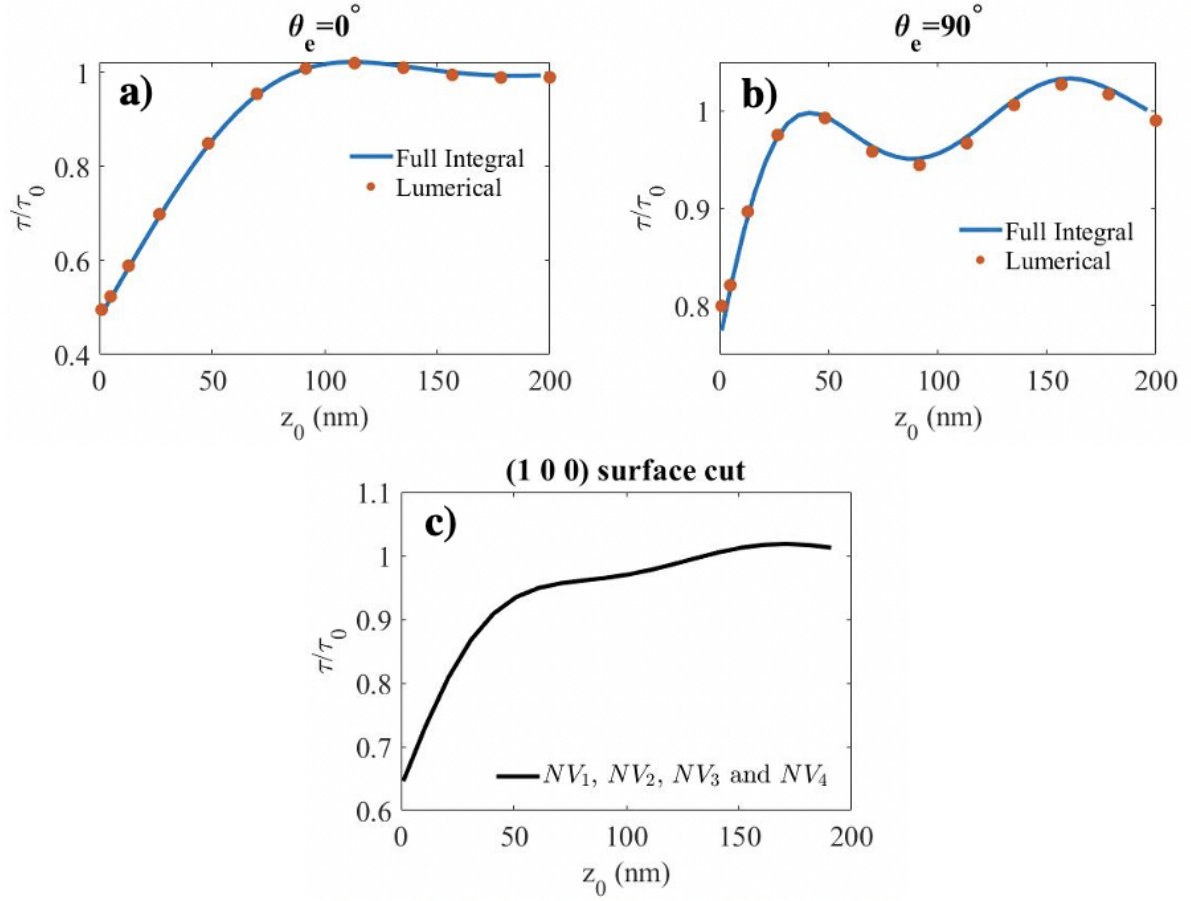 θe=0°
a)
Full Integral
Lumerical
1
0.8
0.6
0.4
τ/τ0
0 50 100 150 200
z0 (nm)
θe=90°
b)
Full Integral
Lumerical
1
0.9
0.8
τ/τ0
0 50 100 150 200
z0 (nm)
(1 0 0) surface cut
c)
1.1
1
0.9
0.8
0.7
0.6
τ/τ0
NV1, NV2, NV3 and NV4
0 50 100 150 200
z0 (nm)